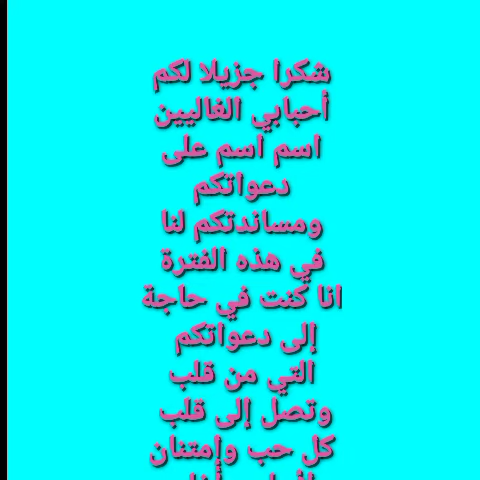 شكرا جزيلا لكم
أحبابي الغاليين
اسم اسم على
دعواتكم
ومساندتكم لنا
في هذه الفترة
انا كنت في حاجة
إلى دعواتكم
التي من قلب
وتصل إلى قلب
كل حب وإمتنان